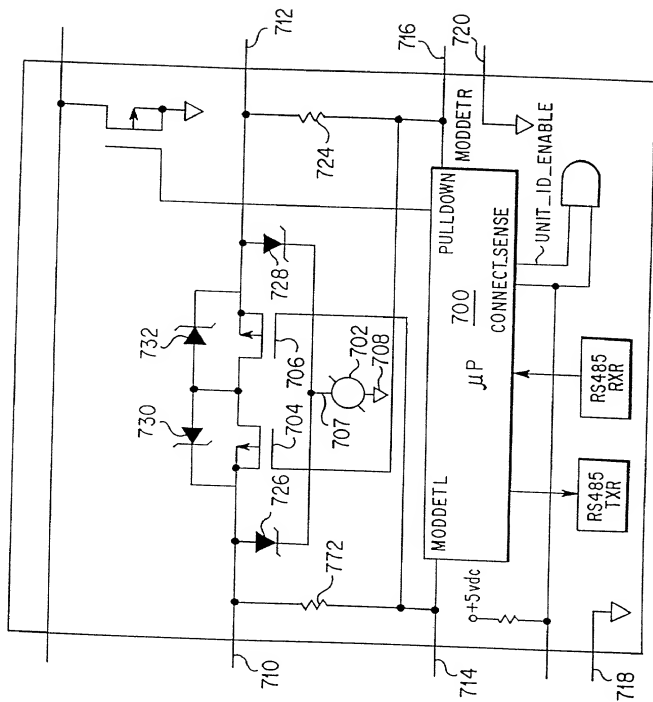 712
716
720
MODDETR
724
PULLDOWN
UNIT_ID_ENABLE
728
CONNECT_SENSE
732
706
702
708
700
730
704
707
µP
RS485
RXR
726
MODDETL
RS485
TXR
772
+5vdc
710
714
718